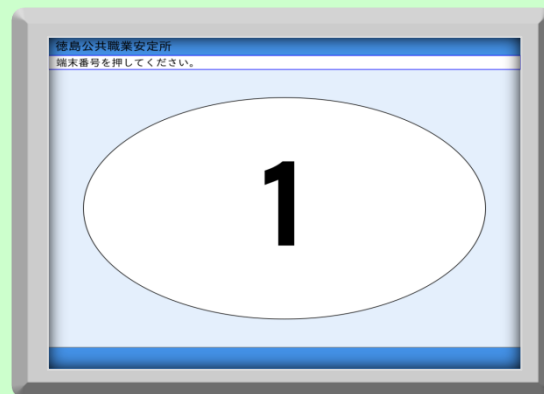 徳島公共職業安定所
端末番号を押してください。
1